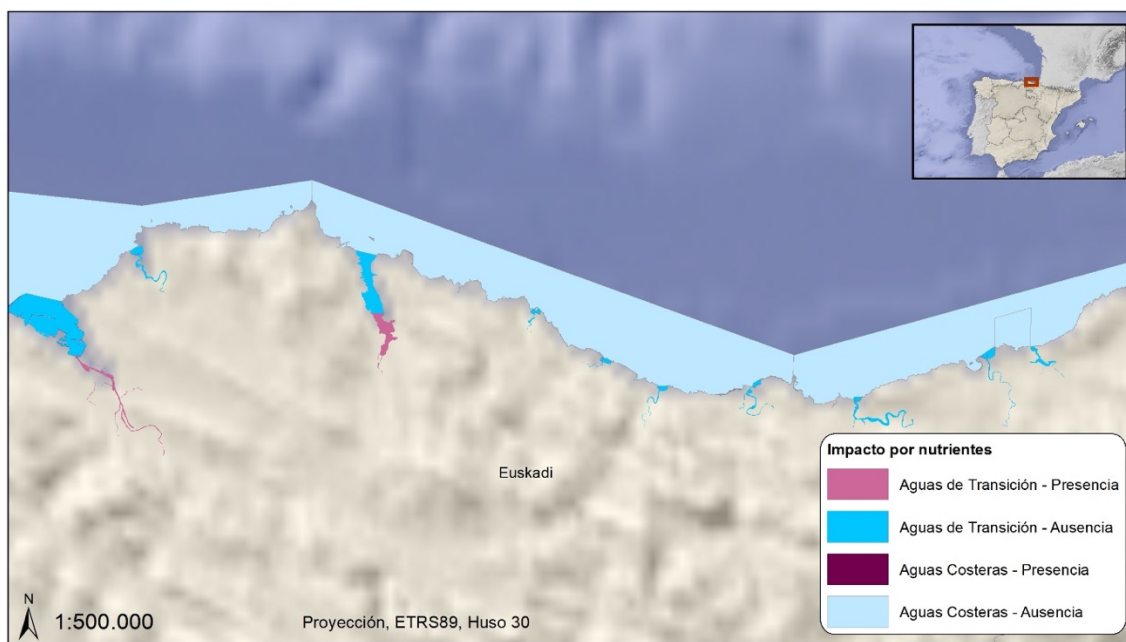 Euskadi
Impacto por nutrientes
Aguas de Transición - Presencia
Aguas de Transición - Ausencia
Aguas Costeras - Presencia
Aguas Costeras - Ausencia
N
1:500.000
Proyección, ETRS89, Huso 30